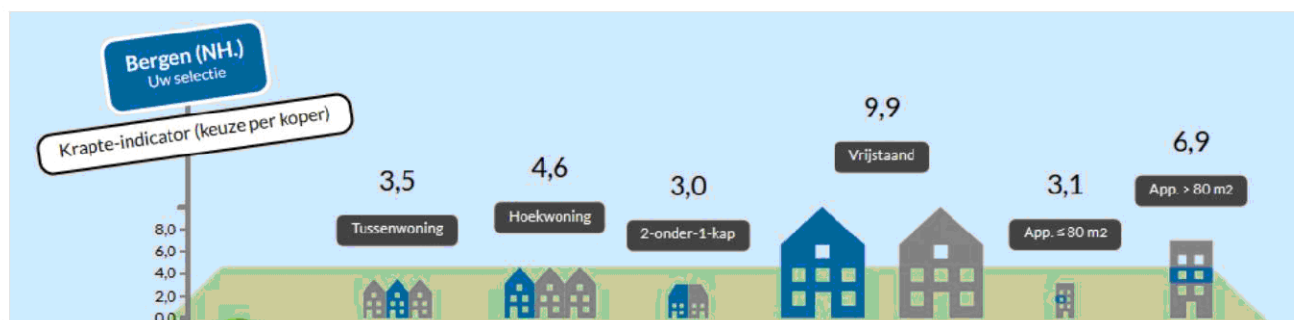 Bergen (NH.)
Uw selectie
Krapte-indicator (keuze per koper)
3,5
Tussenwoning
4,6
Hoekwoning
3,0
2-onder-1-kap
9,9
Vrijstaand
3,1
App. ≤ 80 m2
6,9
App. > 80 m2
8,0
6,0
4,0
2,0
0,0